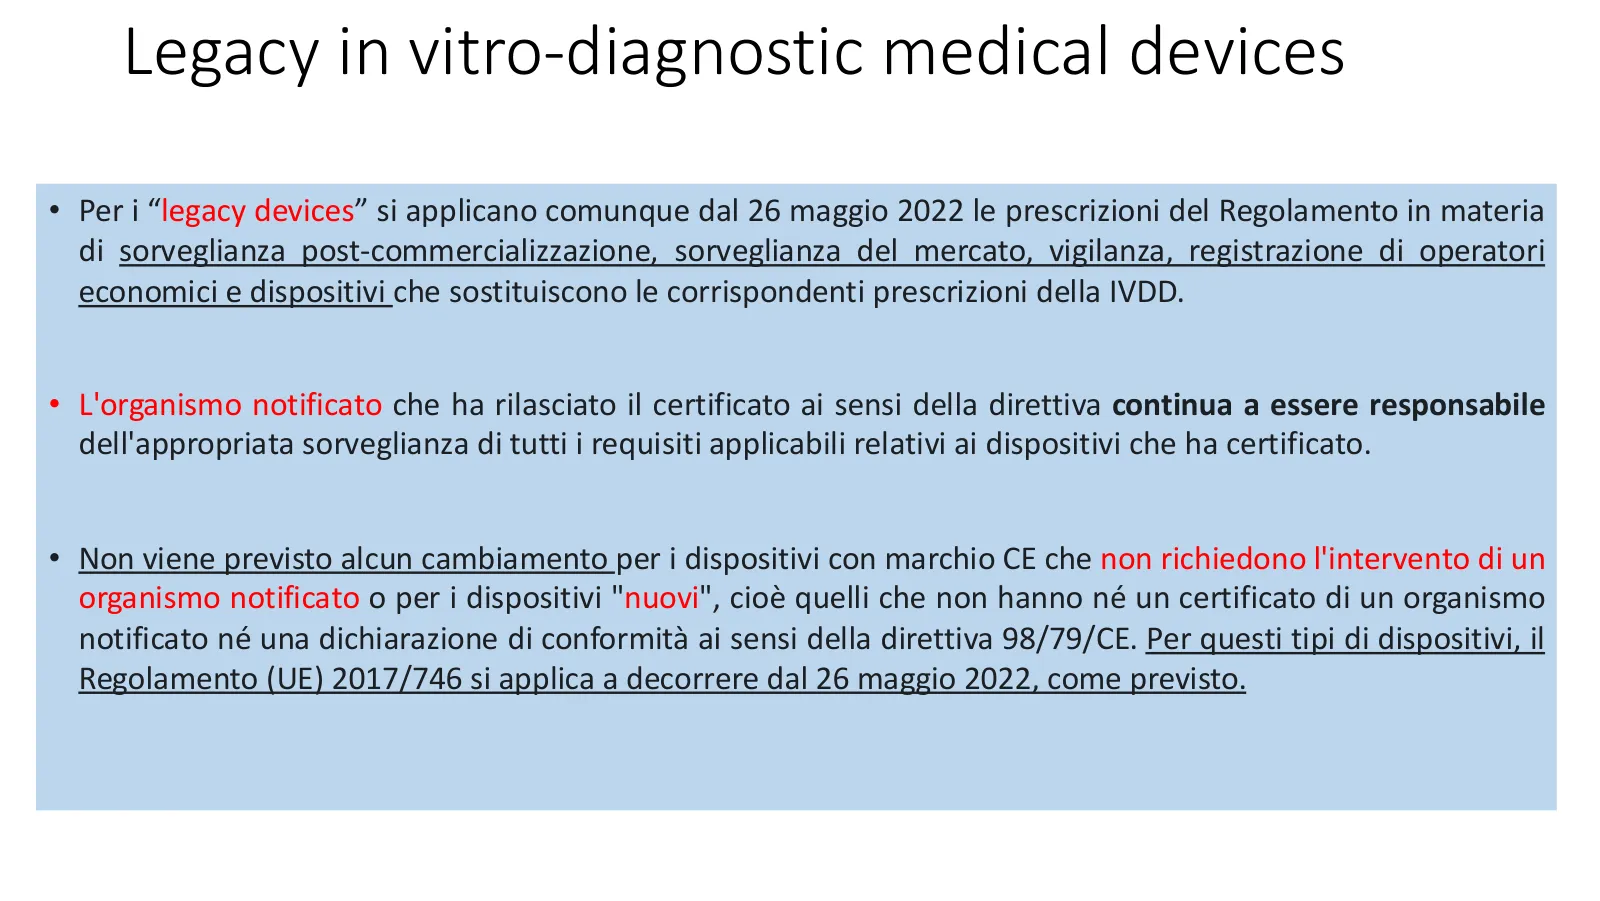 Legacy in vitro-diagnostic medical devices
• Per i “legacy devices” si applicano comunque dal 26 maggio 2022 le prescrizioni del Regolamento in materia
di sorveglianza post-commercializzazione, sorveglianza del mercato, vigilanza, registrazione di operatori
economici e dispositivi che sostituiscono le corrispondenti prescrizioni della IVDD.
• L'organismo notificato che ha rilasciato il certificato ai sensi della direttiva continua a essere responsabile
dell'appropriata sorveglianza di tutti i requisiti applicabili relativi ai dispositivi che ha certificato.
• Non viene previsto alcun cambiamento per i dispositivi con marchio CE che non richiedono l'intervento di un
organismo notificato o per i dispositivi "nuovi", cioè quelli che non hanno né un certificato di un organismo
notificato né una dichiarazione di conformità ai sensi della direttiva 98/79/CE. Per questi tipi di dispositivi, il
Regolamento (UE) 2017/746 si applica a decorrere dal 26 maggio 2022, come previsto.